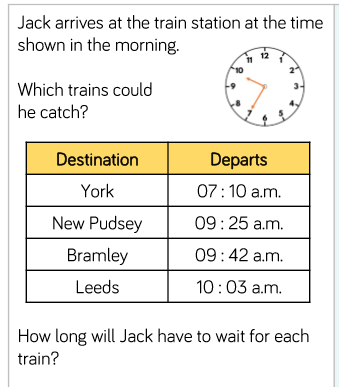 Jack arrives at the train station at the time
shown in the morning.
Which trains could
he catch?
12
1
2
3
4
5
6
7
8
9
10
11
Destination Departs
York 07 : 10 a.m.
New Pudsey 09 : 25 a.m.
Bramley 09 : 42 a.m.
Leeds 10 : 03 a.m.
How long will Jack have to wait for each
train?